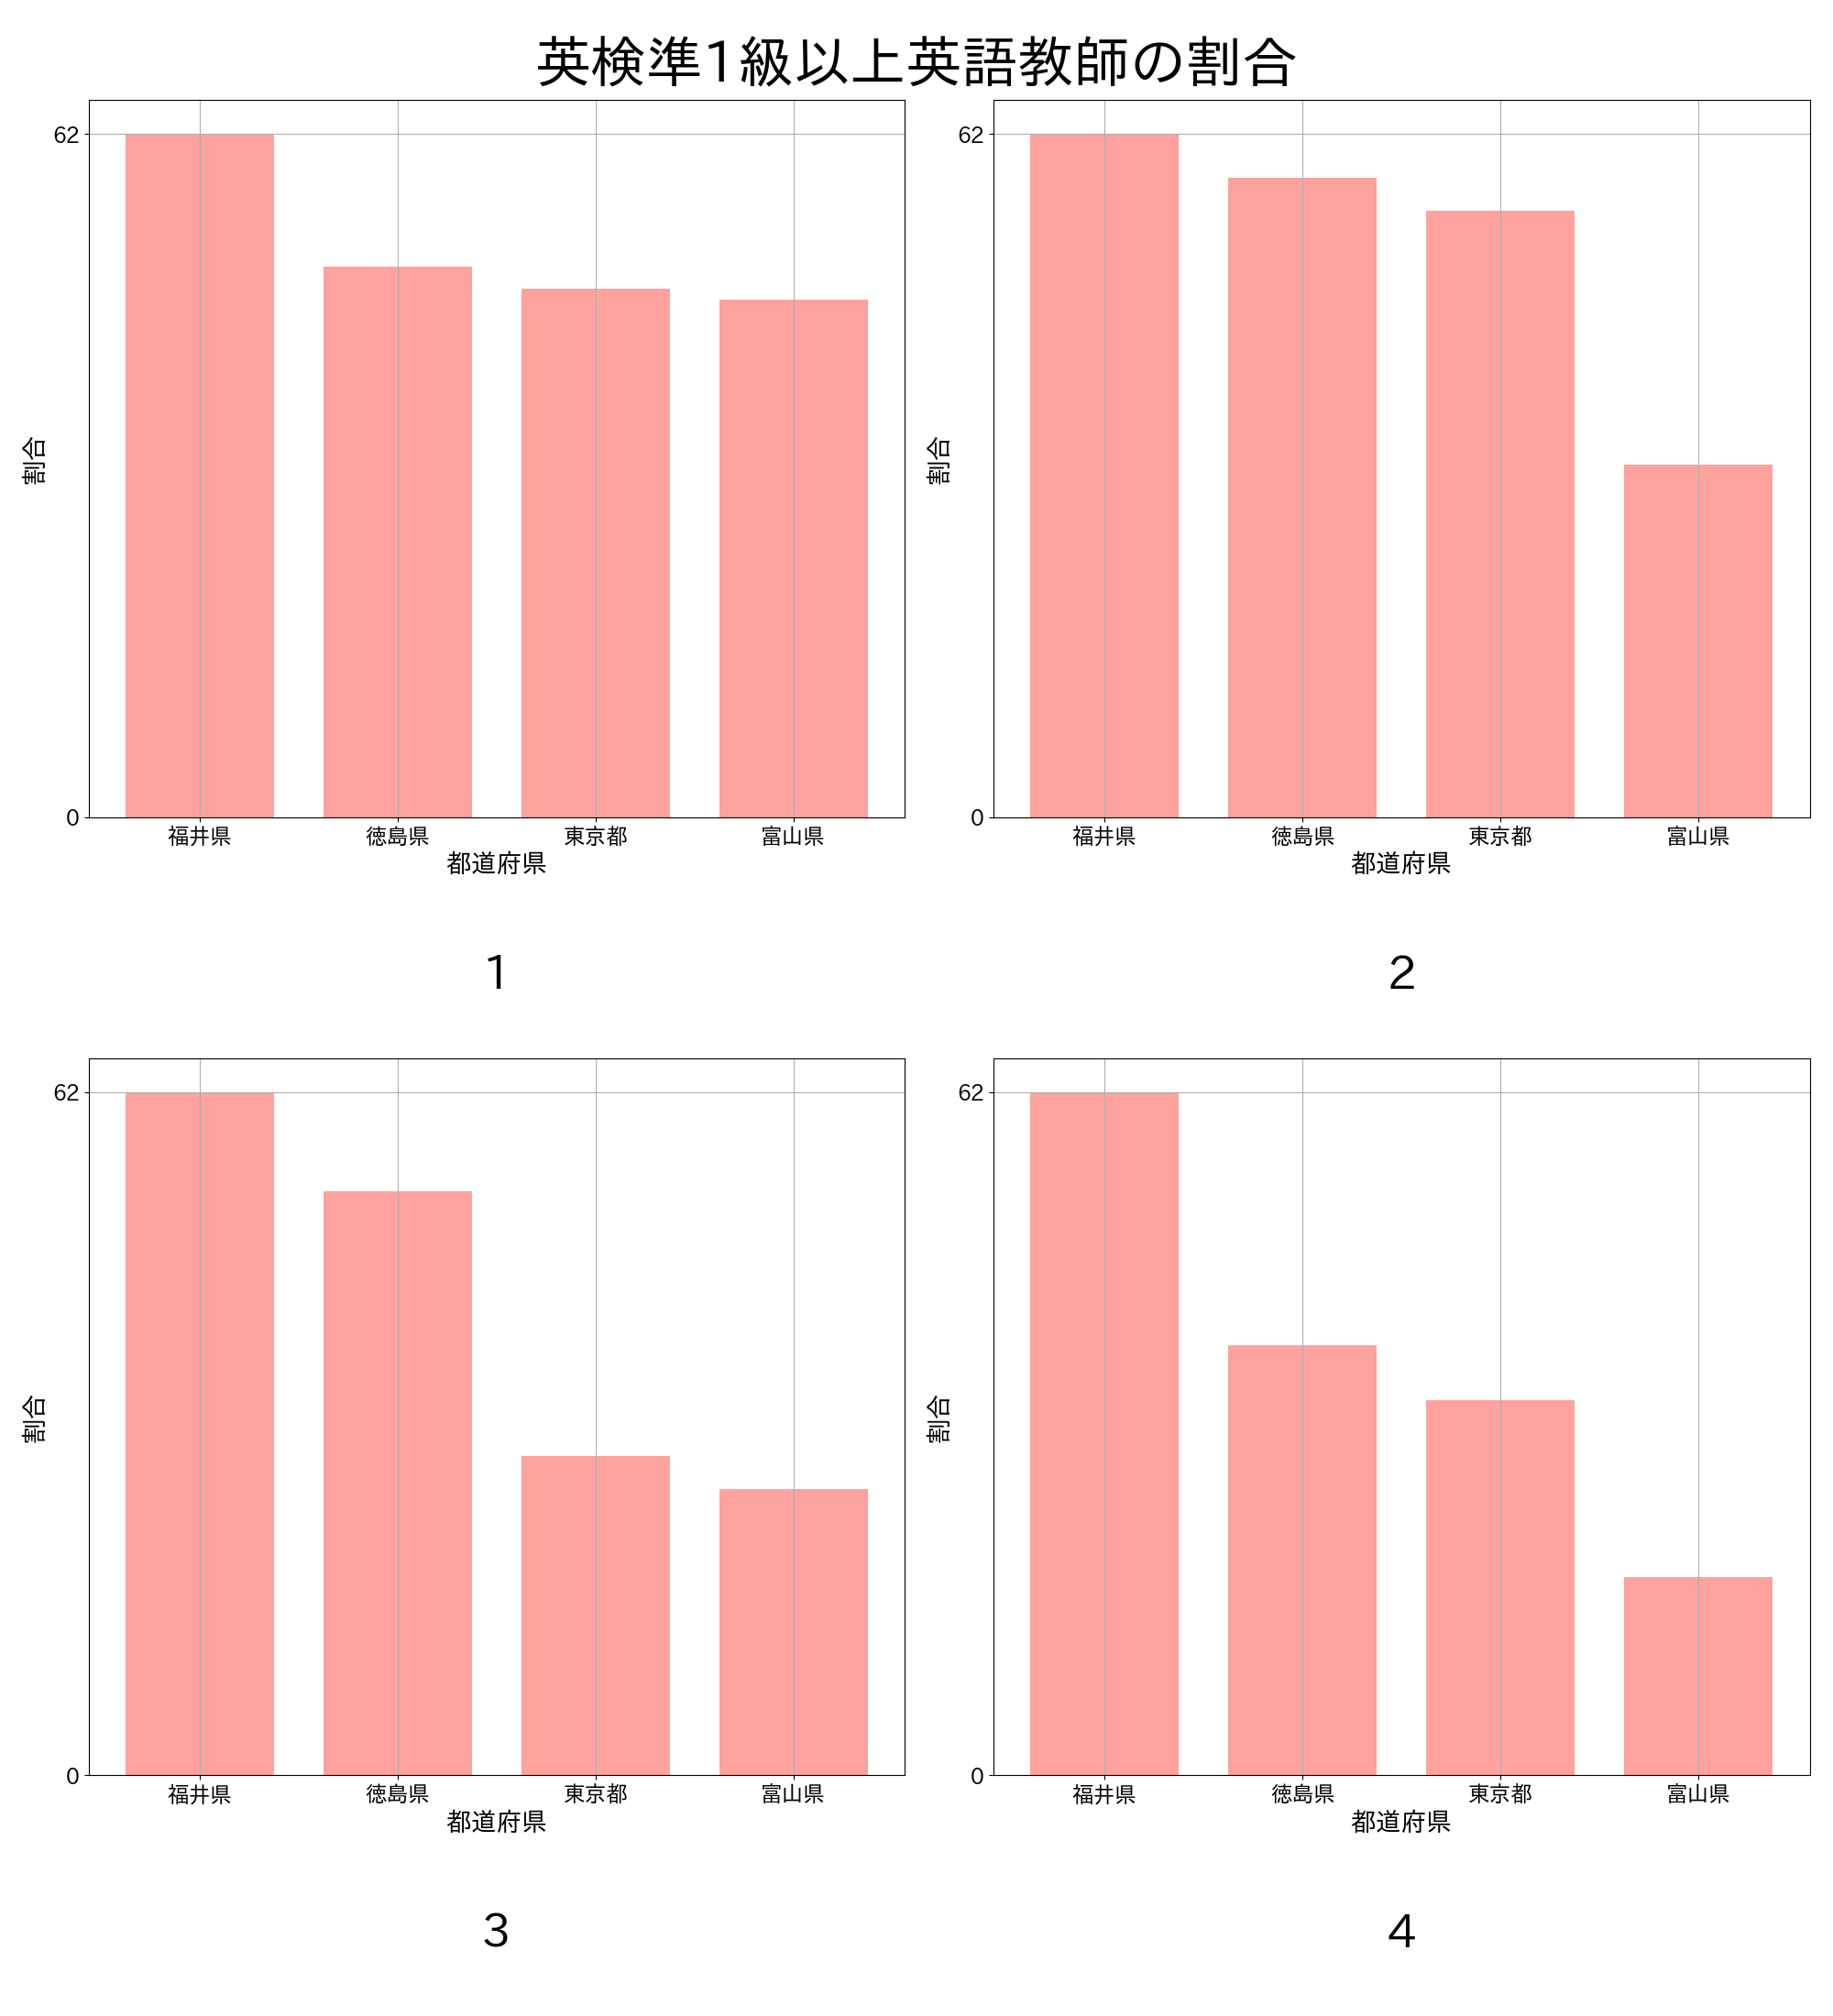 英検準1級以上英語教師の割合
62
割合
0
福井県 徳島県 東京都 富山県
都道府県
1
62
割合
0
福井県 徳島県 東京都 富山県
都道府県
2
62
割合
0
福井県 徳島県 東京都 富山県
都道府県
3
62
割合
0
福井県 徳島県 東京都 富山県
都道府県
4